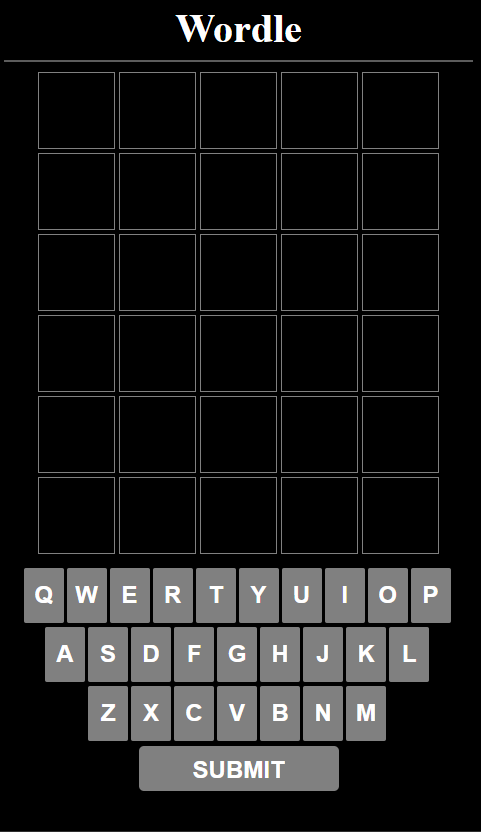 Wordle
Q W E R T Y U I O P
A S D F G H J K L
Z X C V B N M
SUBMIT